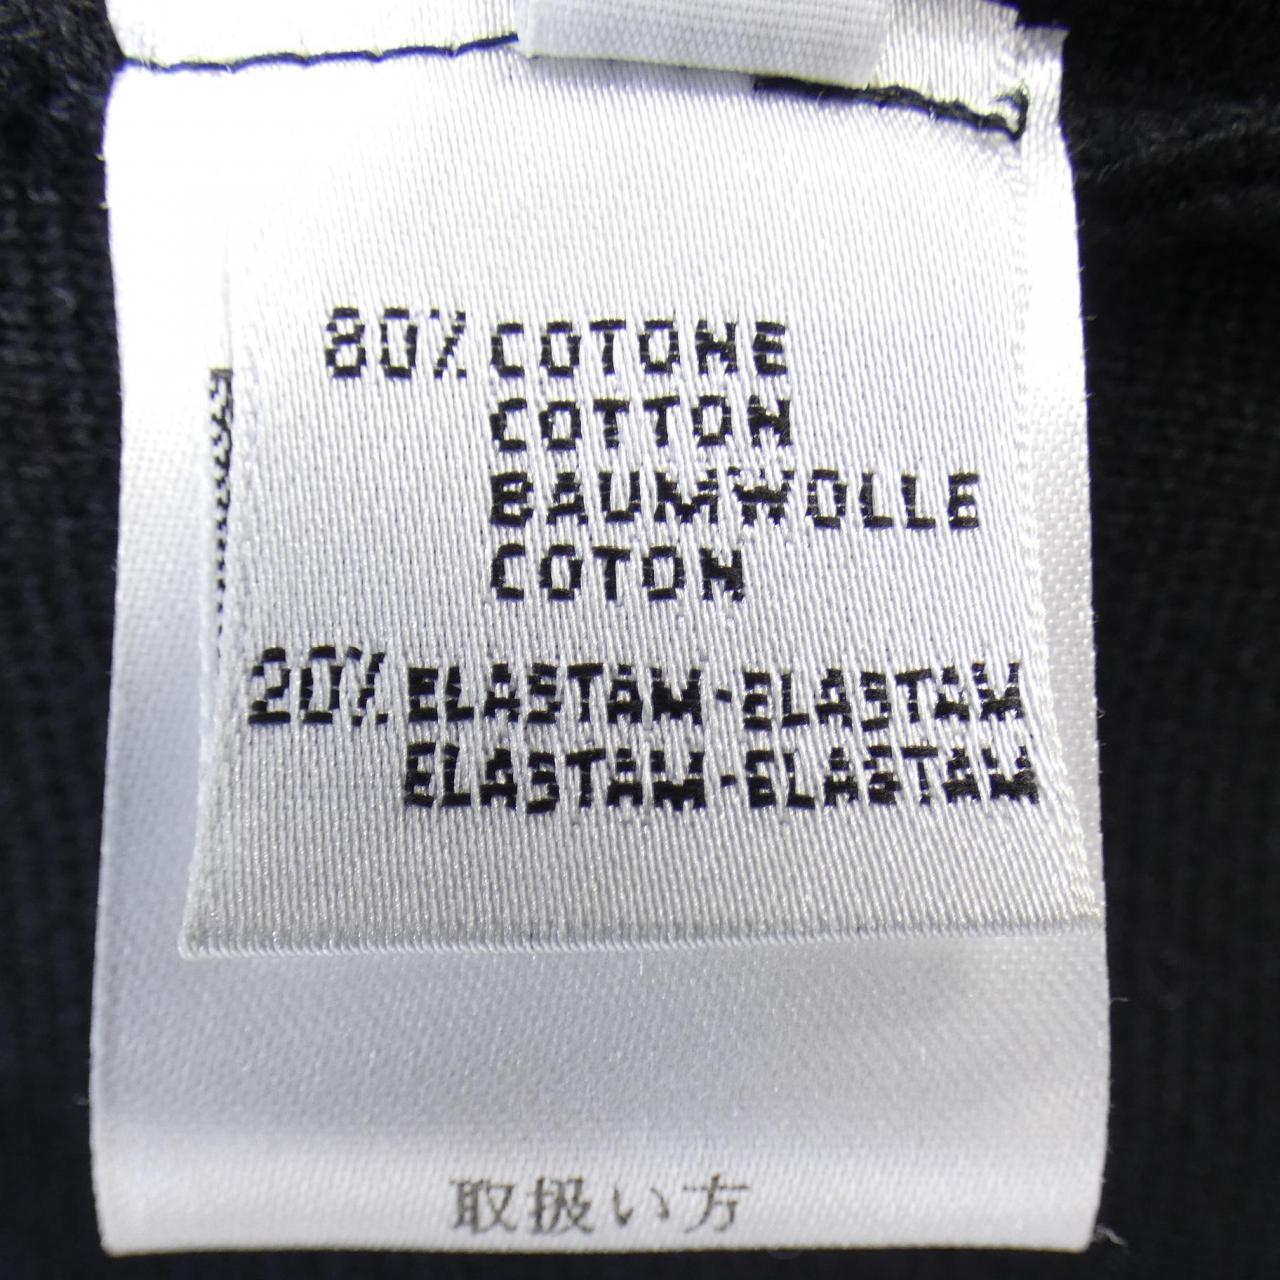 80% COTONE
COTTON
BAUMWOLLE
COTON
20% ELASTAM-ELASTAM
ELASTAM-ELASTAM
取扱い方